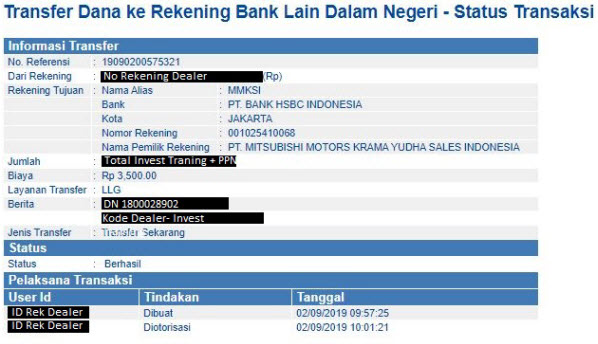 Transfer Dana ke Rekening Bank Lain Dalam Negeri - Status Transaksi
Informasi Transfer
No. Referensi : 19090200575321
Dari Rekening : No Rekening Dealer (Rp)
Rekening Tujuan : Nama Alias : MMKSI
Bank : PT. BANK HSBC INDONESIA
Kota : JAKARTA
Nomor Rekening : 001025410068
Nama Pemilik Rekening : PT. MITSUBISHI MOTORS KRAMA YUDHA SALES INDONESIA
Jumlah : Total Invest Traning + PPN
Biaya : Rp 3,500.00
Layanan Transfer : LLG
Berita : DN 1800028902
Kode Dealer- Invest
Jenis Transfer : Transfer Sekarang
Status
Status : Berhasil
Pelaksana Transaksi
User Id Tindakan Tanggal
ID Rek Dealer Dibuat 02/09/2019 09:57:25
ID Rek Dealer Diotorisasi 02/09/2019 10:01:21